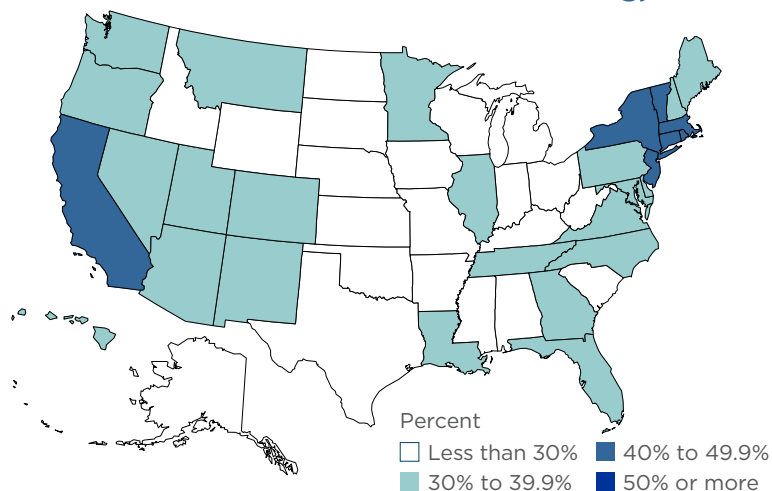 Percent
Less than 30%
40% to 49.9%
30% to 39.9%
50% or more